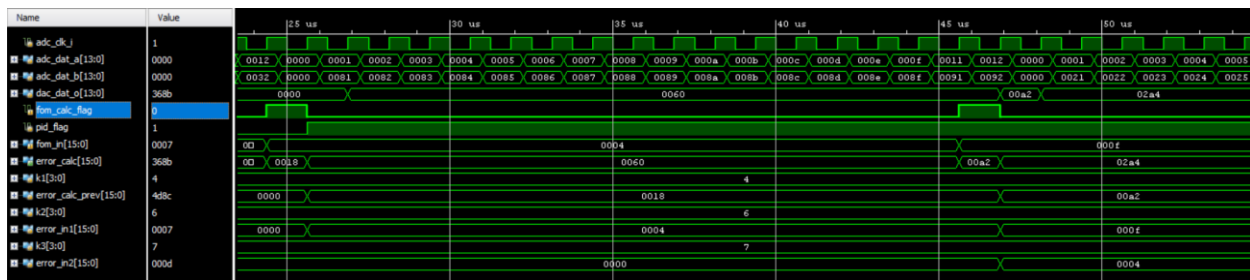 Name Value 25 us 30 us 35 us 40 us 45 us 50 us
adc_clk_i 1
adc_dat_a[13:0] 0000 0012 0000 0001 0002 0003 0004 0005 0006 0007 0008 0009 000a 000b 000c 000d 000e 000f 0011 0012 0000 0001 0002 0003 0004 0005
adc_dat_b[13:0] 0000 0032 0000 0081 0082 0083 0084 0085 0086 0087 0088 0089 008a 008b 008c 008d 008e 008f 0091 0092 0000 0021 0022 0023 0024 0025
dac_dat_o[13:0] 368b 0000 0060 00a2 02a4
fom_calc_flag 0
pid_flag 1
fom_in[15:0] 0007 0 0004 000f
error_calc[15:0] 368b 0 0018 0060 00a2 02a4
k1[3:0] 4 4
error_calc_prev[15:0] 4d8c 0000 0018 00a2
k2[3:0] 6 6
error_in1[15:0] 0007 0000 0004 000f
k3[3:0] 7 7
error_in2[15:0] 000d 0000 0004